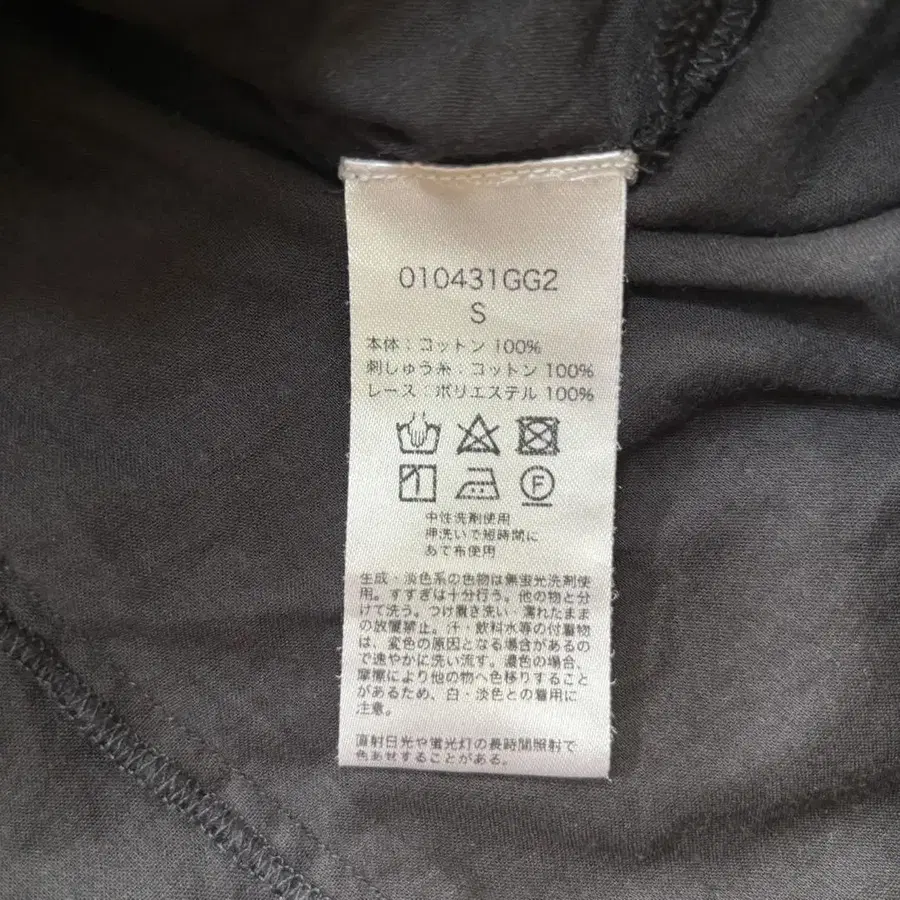 010431GG2
S
本体：コットン 100%
刺しゅう糸：コットン 100%
レース：ポリエステル 100%
F
中性洗剤使用
押洗いで短時間に
あて布使用
生成・淡色系の色物は無蛍光洗剤使
用。すすぎは十分行う。他の物と分
けて洗う。つけ置き洗い・濡れたまま
の放置禁止。汗・飲料水等の付着物
は、変色の原因となる場合があるの
で速やかに洗い流す。濃色の場合、
摩擦により他の物へ色移りすること
があるため、白・淡色との着用に
注意。
直射日光や蛍光灯の長時間照射で
色あせすることがある。